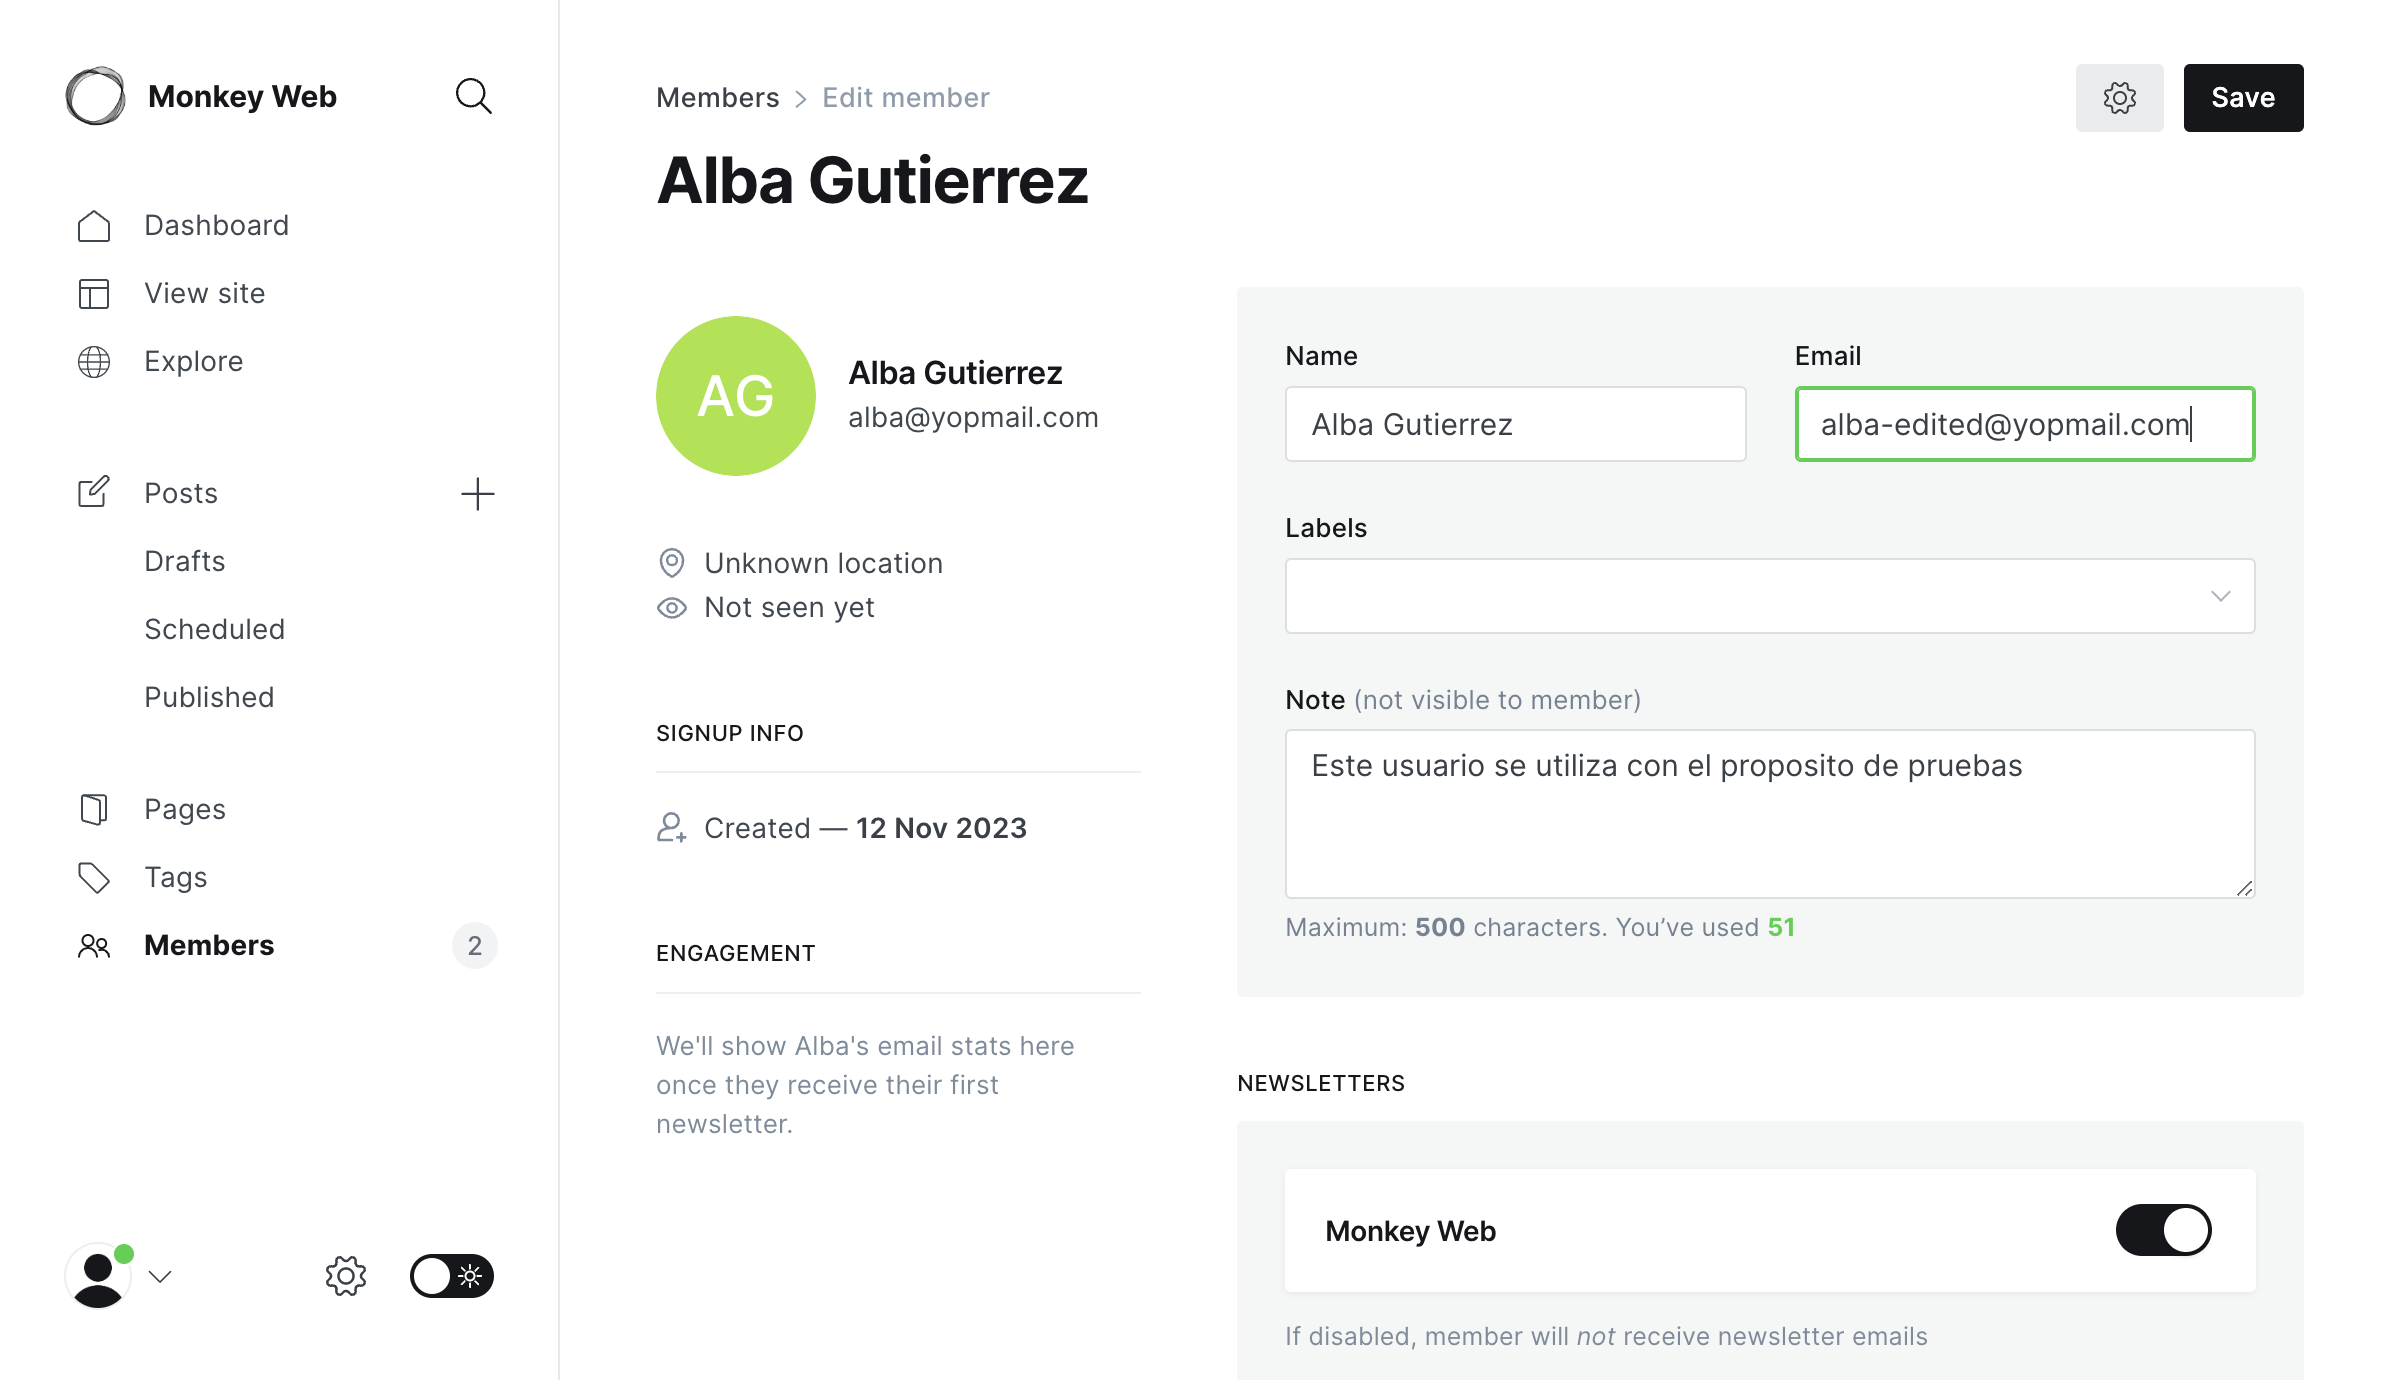 Monkey Web
Dashboard
View site
Explore
Posts
Drafts
Scheduled
Published
Pages
Tags
Members
2
Members > Edit member
Save
Alba Gutierrez
AG
Alba Gutierrez
alba@yopmail.com
Unknown location
Not seen yet
SIGNUP INFO
Created — 12 Nov 2023
ENGAGEMENT
We'll show Alba's email stats here
once they receive their first
newsletter.
Name
Alba Gutierrez
Email
alba-edited@yopmail.com
Labels
Note (not visible to member)
Este usuario se utiliza con el proposito de pruebas
Maximum: 500 characters. You’ve used 51
NEWSLETTERS
Monkey Web
If disabled, member will not receive newsletter emails